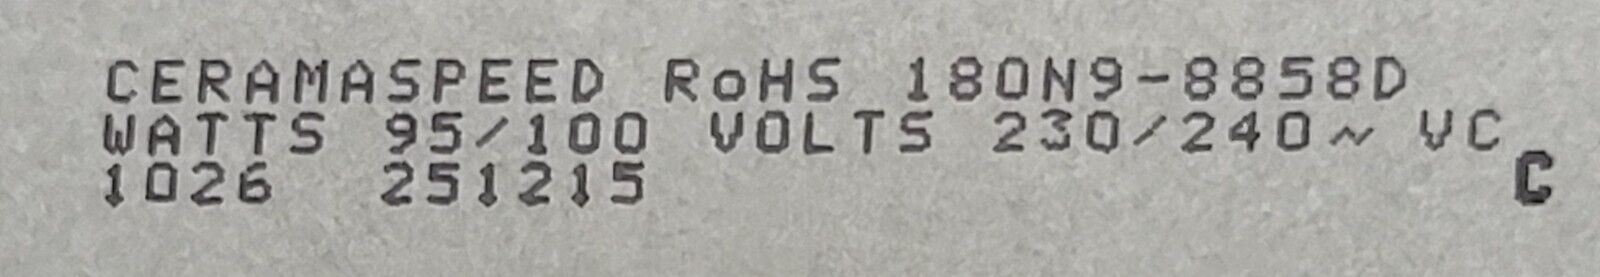 CERAMASPEED RoHS 180N9-8858D
WATTS 95/100 VOLTS 230/240~ VC
1026 251215 C